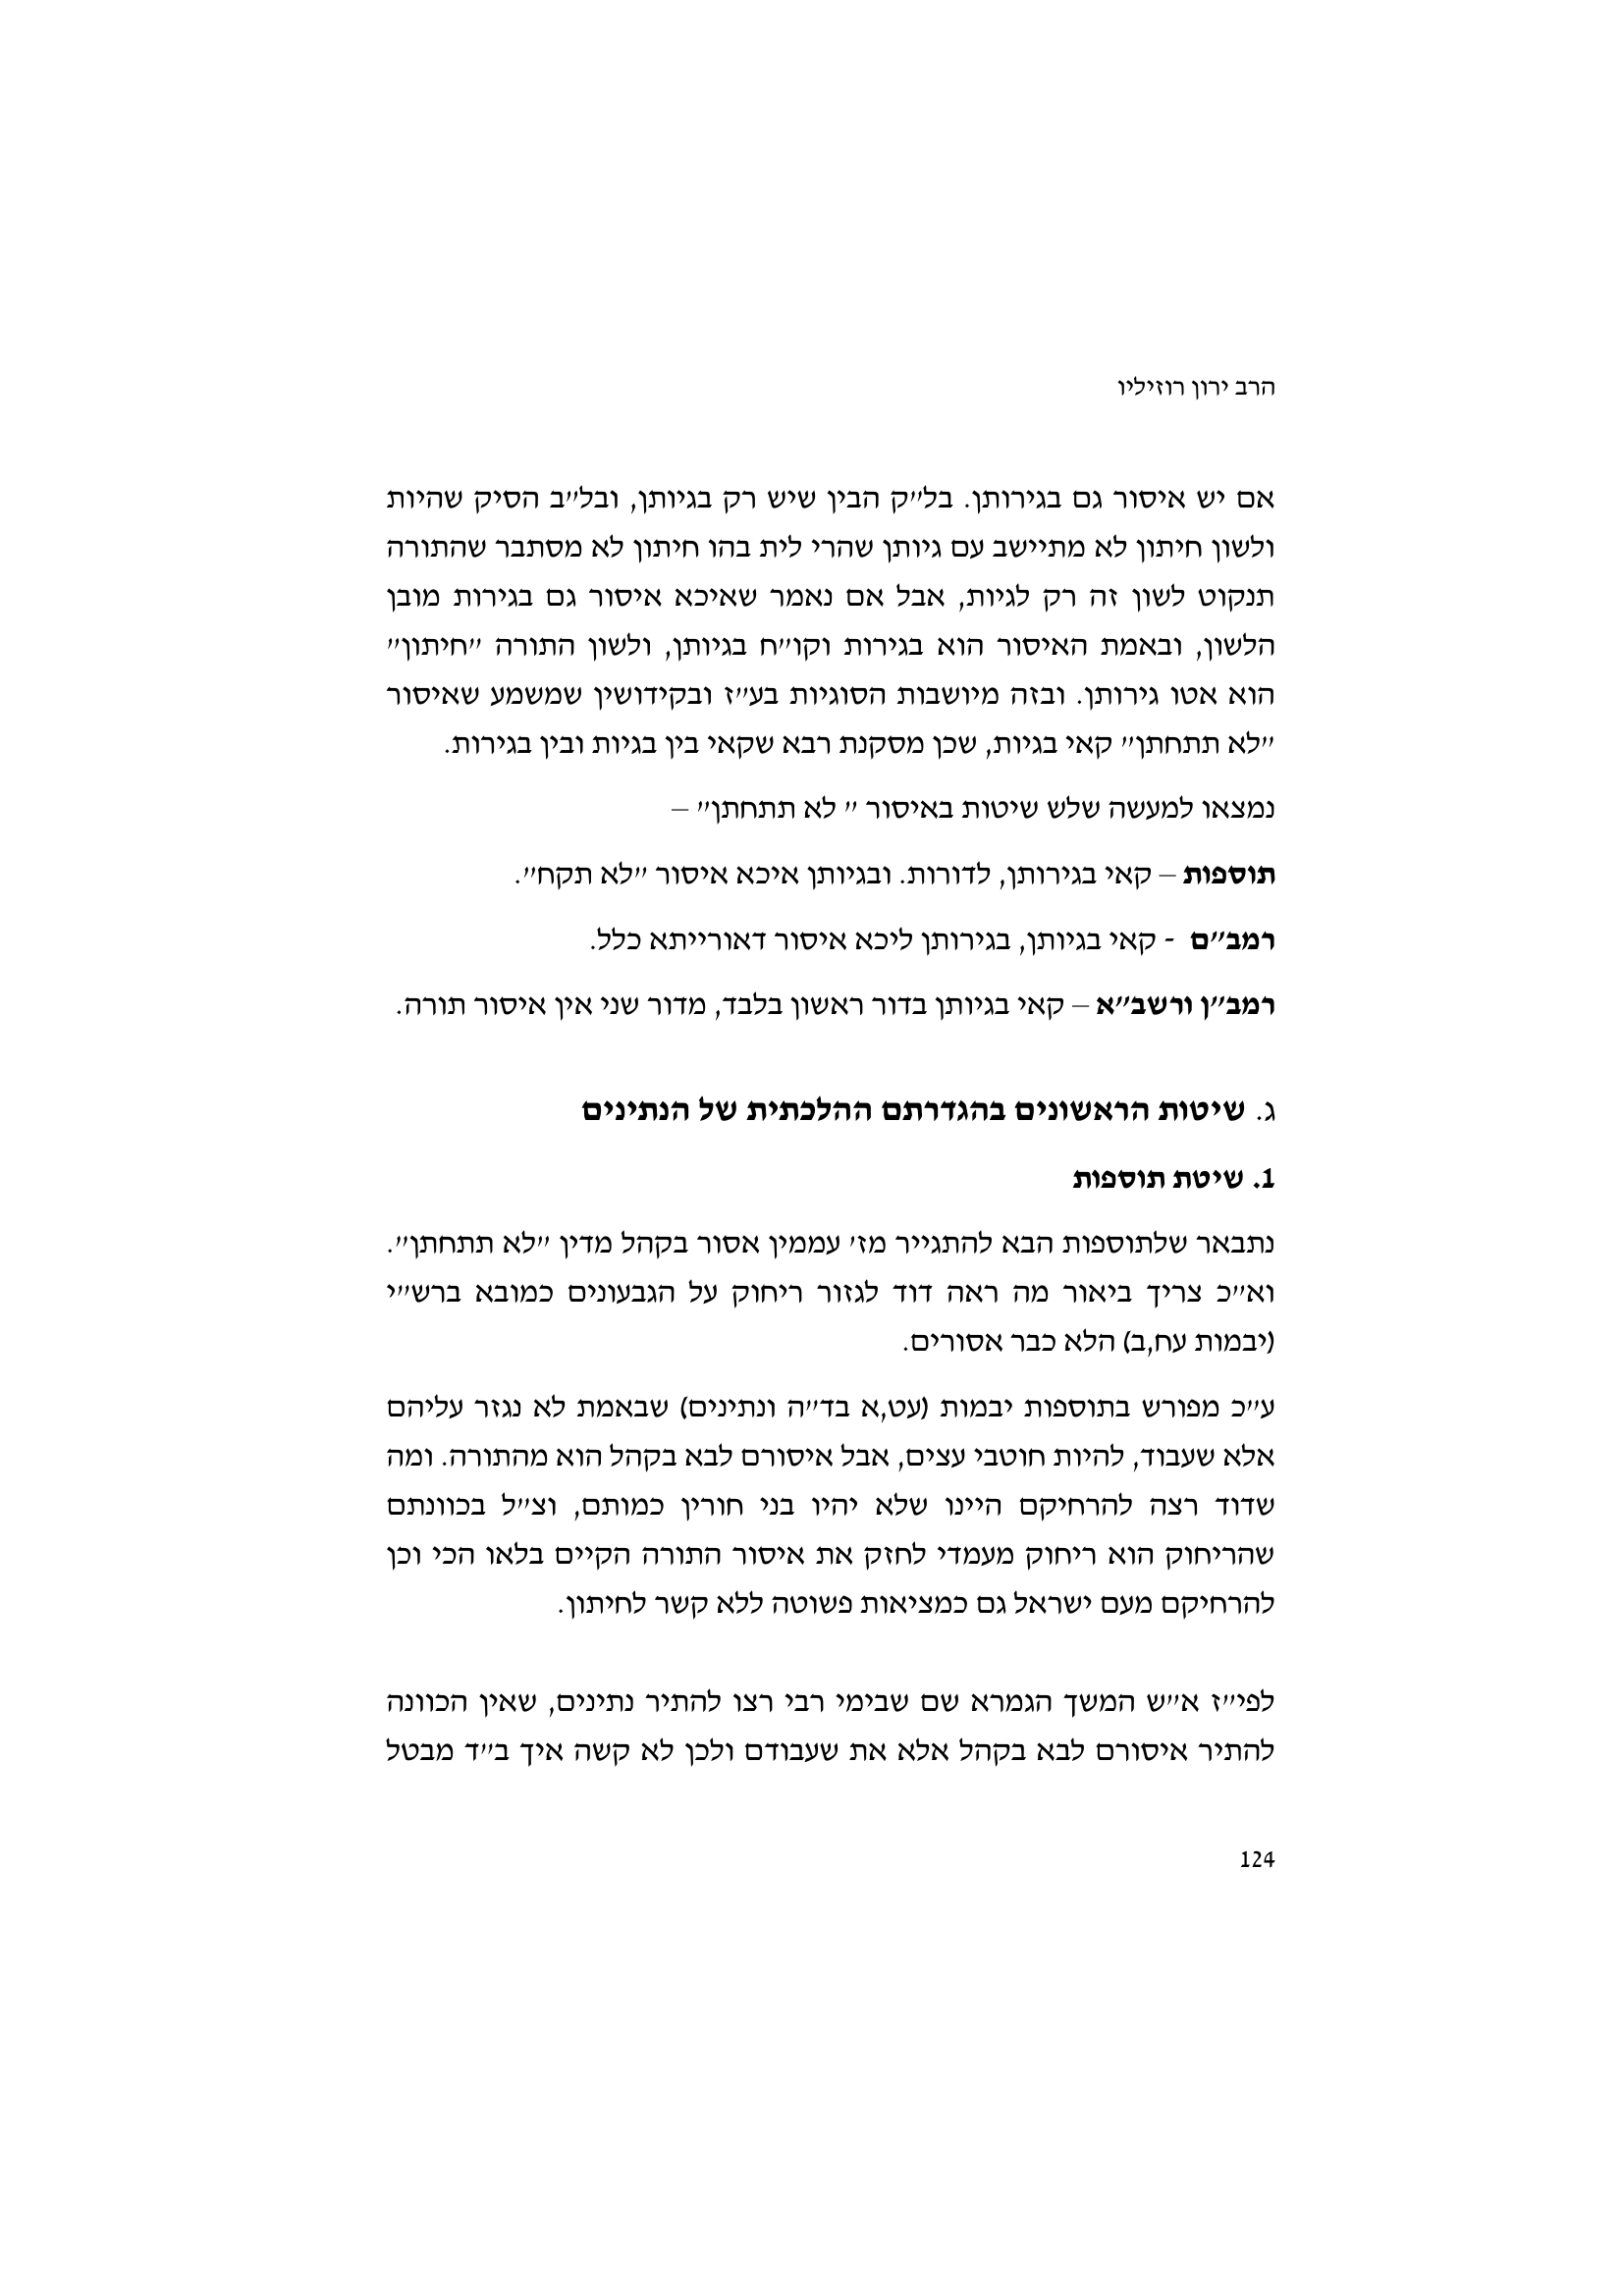 הרב ירון רוזיליו
אם יש איסור גם בגירותן. בל״ק הבין שיש רק בגיותן, ובל״ב הסיק שהיות
ולשון חיתון לא מתיישב עם גיותן שהרי לית בהו חיתון לא מסתבר שהתורה
תנקוט לשון זה רק לגיות, אבל אם נאמר שאיכא איסור גם בגירות מובן
הלשון, ובאמת האיסור הוא בגירות וקו״ח בגיותן, ולשון התורה ״חיתון״
הוא אטו גירותן. ובזה מיושבות הסוגיות בע״ז ובקידושין שמשמע שאיסור
״לא תתחתן״ קאי בגיות, שכן מסקנת רבא שקאי בין בגיות ובין בגירות.
נמצאו למעשה שלש שיטות באיסור ״ לא תתחתן״ –
תוספות – קאי בגירותן, לדורות. ובגיותן איכא איסור ״לא תקח״.
רמב״ם - קאי בגיותן, בגירותן ליכא איסור דאורייתא כלל.
רמב״ן ורשב״א – קאי בגיותן בדור ראשון בלבד, מדור שני אין איסור תורה.
ג. שיטות הראשונים בהגדרתם ההלכתית של הנתינים
1. שיטת תוספות
נתבאר שלתוספות הבא להתגייר מז׳ עממין אסור בקהל מדין ״לא תתחתן״.
וא״כ צריך ביאור מה ראה דוד לגזור ריחוק על הגבעונים כמובא ברש״י
(יבמות עח,ב) הלא כבר אסורים.
ע״כ מפורש בתוספות יבמות (עט,א בד״ה ונתינים) שבאמת לא נגזר עליהם
אלא שעבוד, להיות חוטבי עצים, אבל איסורם לבא בקהל הוא מהתורה. ומה
שדוד רצה להרחיקם היינו שלא יהיו בני חורין כמותם, וצ״ל בכוונתם
שהריחוק הוא ריחוק מעמדי לחזק את איסור התורה הקיים בלאו הכי וכן
להרחיקם מעם ישראל גם כמציאות פשוטה ללא קשר לחיתון.
לפי״ז א״ש המשך הגמרא שם שבימי רבי רצו להתיר נתינים, שאין הכוונה
להתיר איסורם לבא בקהל אלא את שעבודם ולכן לא קשה איך ב״ד מבטל
124